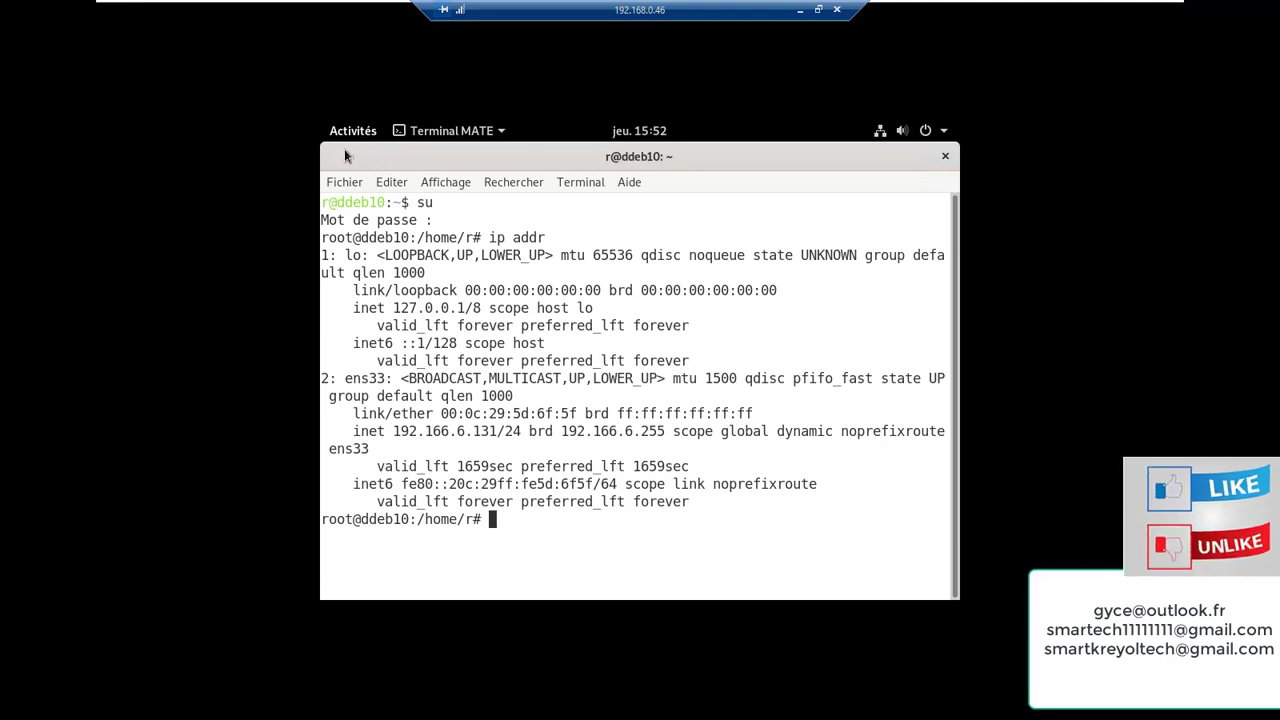 192.168.0.46
Activités Terminal MATE jeu. 15:52
r@ddeb10: ~
Fichier Editer Affichage Rechercher Terminal Aide
r@ddeb10:~$ su
Mot de passe :
root@ddeb10:/home/r# ip addr
1: lo: <LOOPBACK,UP,LOWER_UP> mtu 65536 qdisc noqueue state UNKNOWN group defa
ult qlen 1000
link/loopback 00:00:00:00:00:00 brd 00:00:00:00:00:00
inet 127.0.0.1/8 scope host lo
valid_lft forever preferred_lft forever
inet6 ::1/128 scope host
valid_lft forever preferred_lft forever
2: ens33: <BROADCAST,MULTICAST,UP,LOWER_UP> mtu 1500 qdisc pfifo_fast state UP
group default qlen 1000
link/ether 00:0c:29:5d:6f:5f brd ff:ff:ff:ff:ff:ff
inet 192.166.6.131/24 brd 192.166.6.255 scope global dynamic noprefixroute
ens33
valid_lft 1659sec preferred_lft 1659sec
inet6 fe80::20c:29ff:fe5d:6f5f/64 scope link noprefixroute
valid_lft forever preferred_lft forever
root@ddeb10:/home/r#
LIKE
UNLIKE
gyce@outlook.fr
smartech11111111@gmail.com
smartkreyoltech@gmail.com